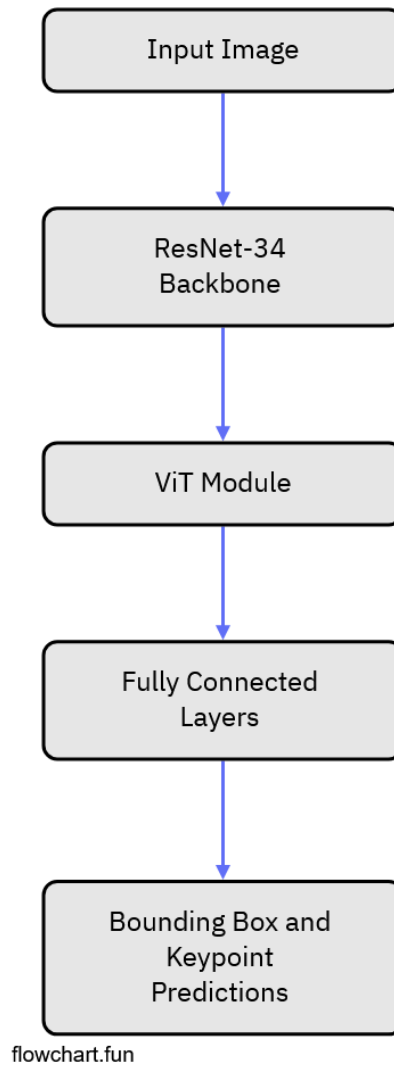 Input Image
ResNet-34
Backbone
ViT Module
Fully Connected
Layers
Bounding Box and
Keypoint
Predictions
flowchart.fun